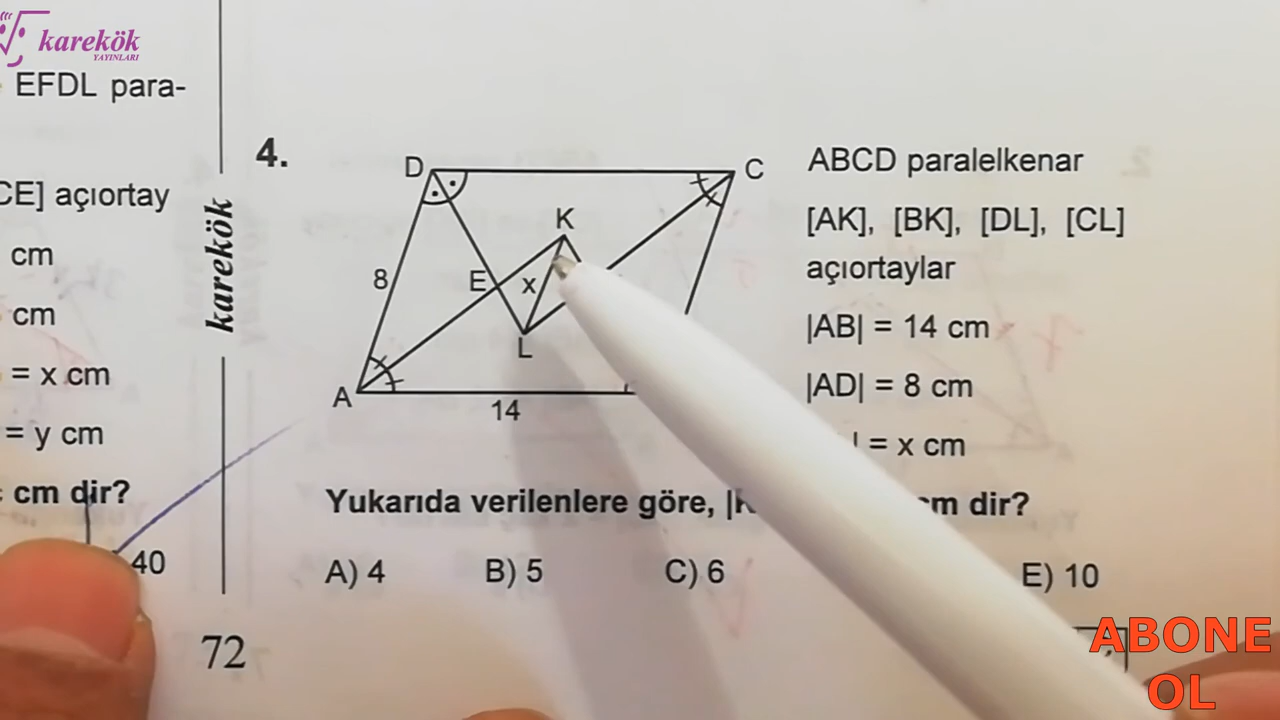 karekök
YAYINLARI
EFDL para-
CE] açıortay
cm
cm
= x cm
= y cm
cm dir?
40
karekök
72
4.
D
C
K
8
E
x
L
A
14
ABCD paralelkenar
[AK], [BK], [DL], [CL]
açıortaylar
|AB| = 14 cm
|AD| = 8 cm
| = x cm
Yukarıda verilenlere göre, |K
cm dir?
A) 4
B) 5
C) 6
E) 10
ABONE
OL